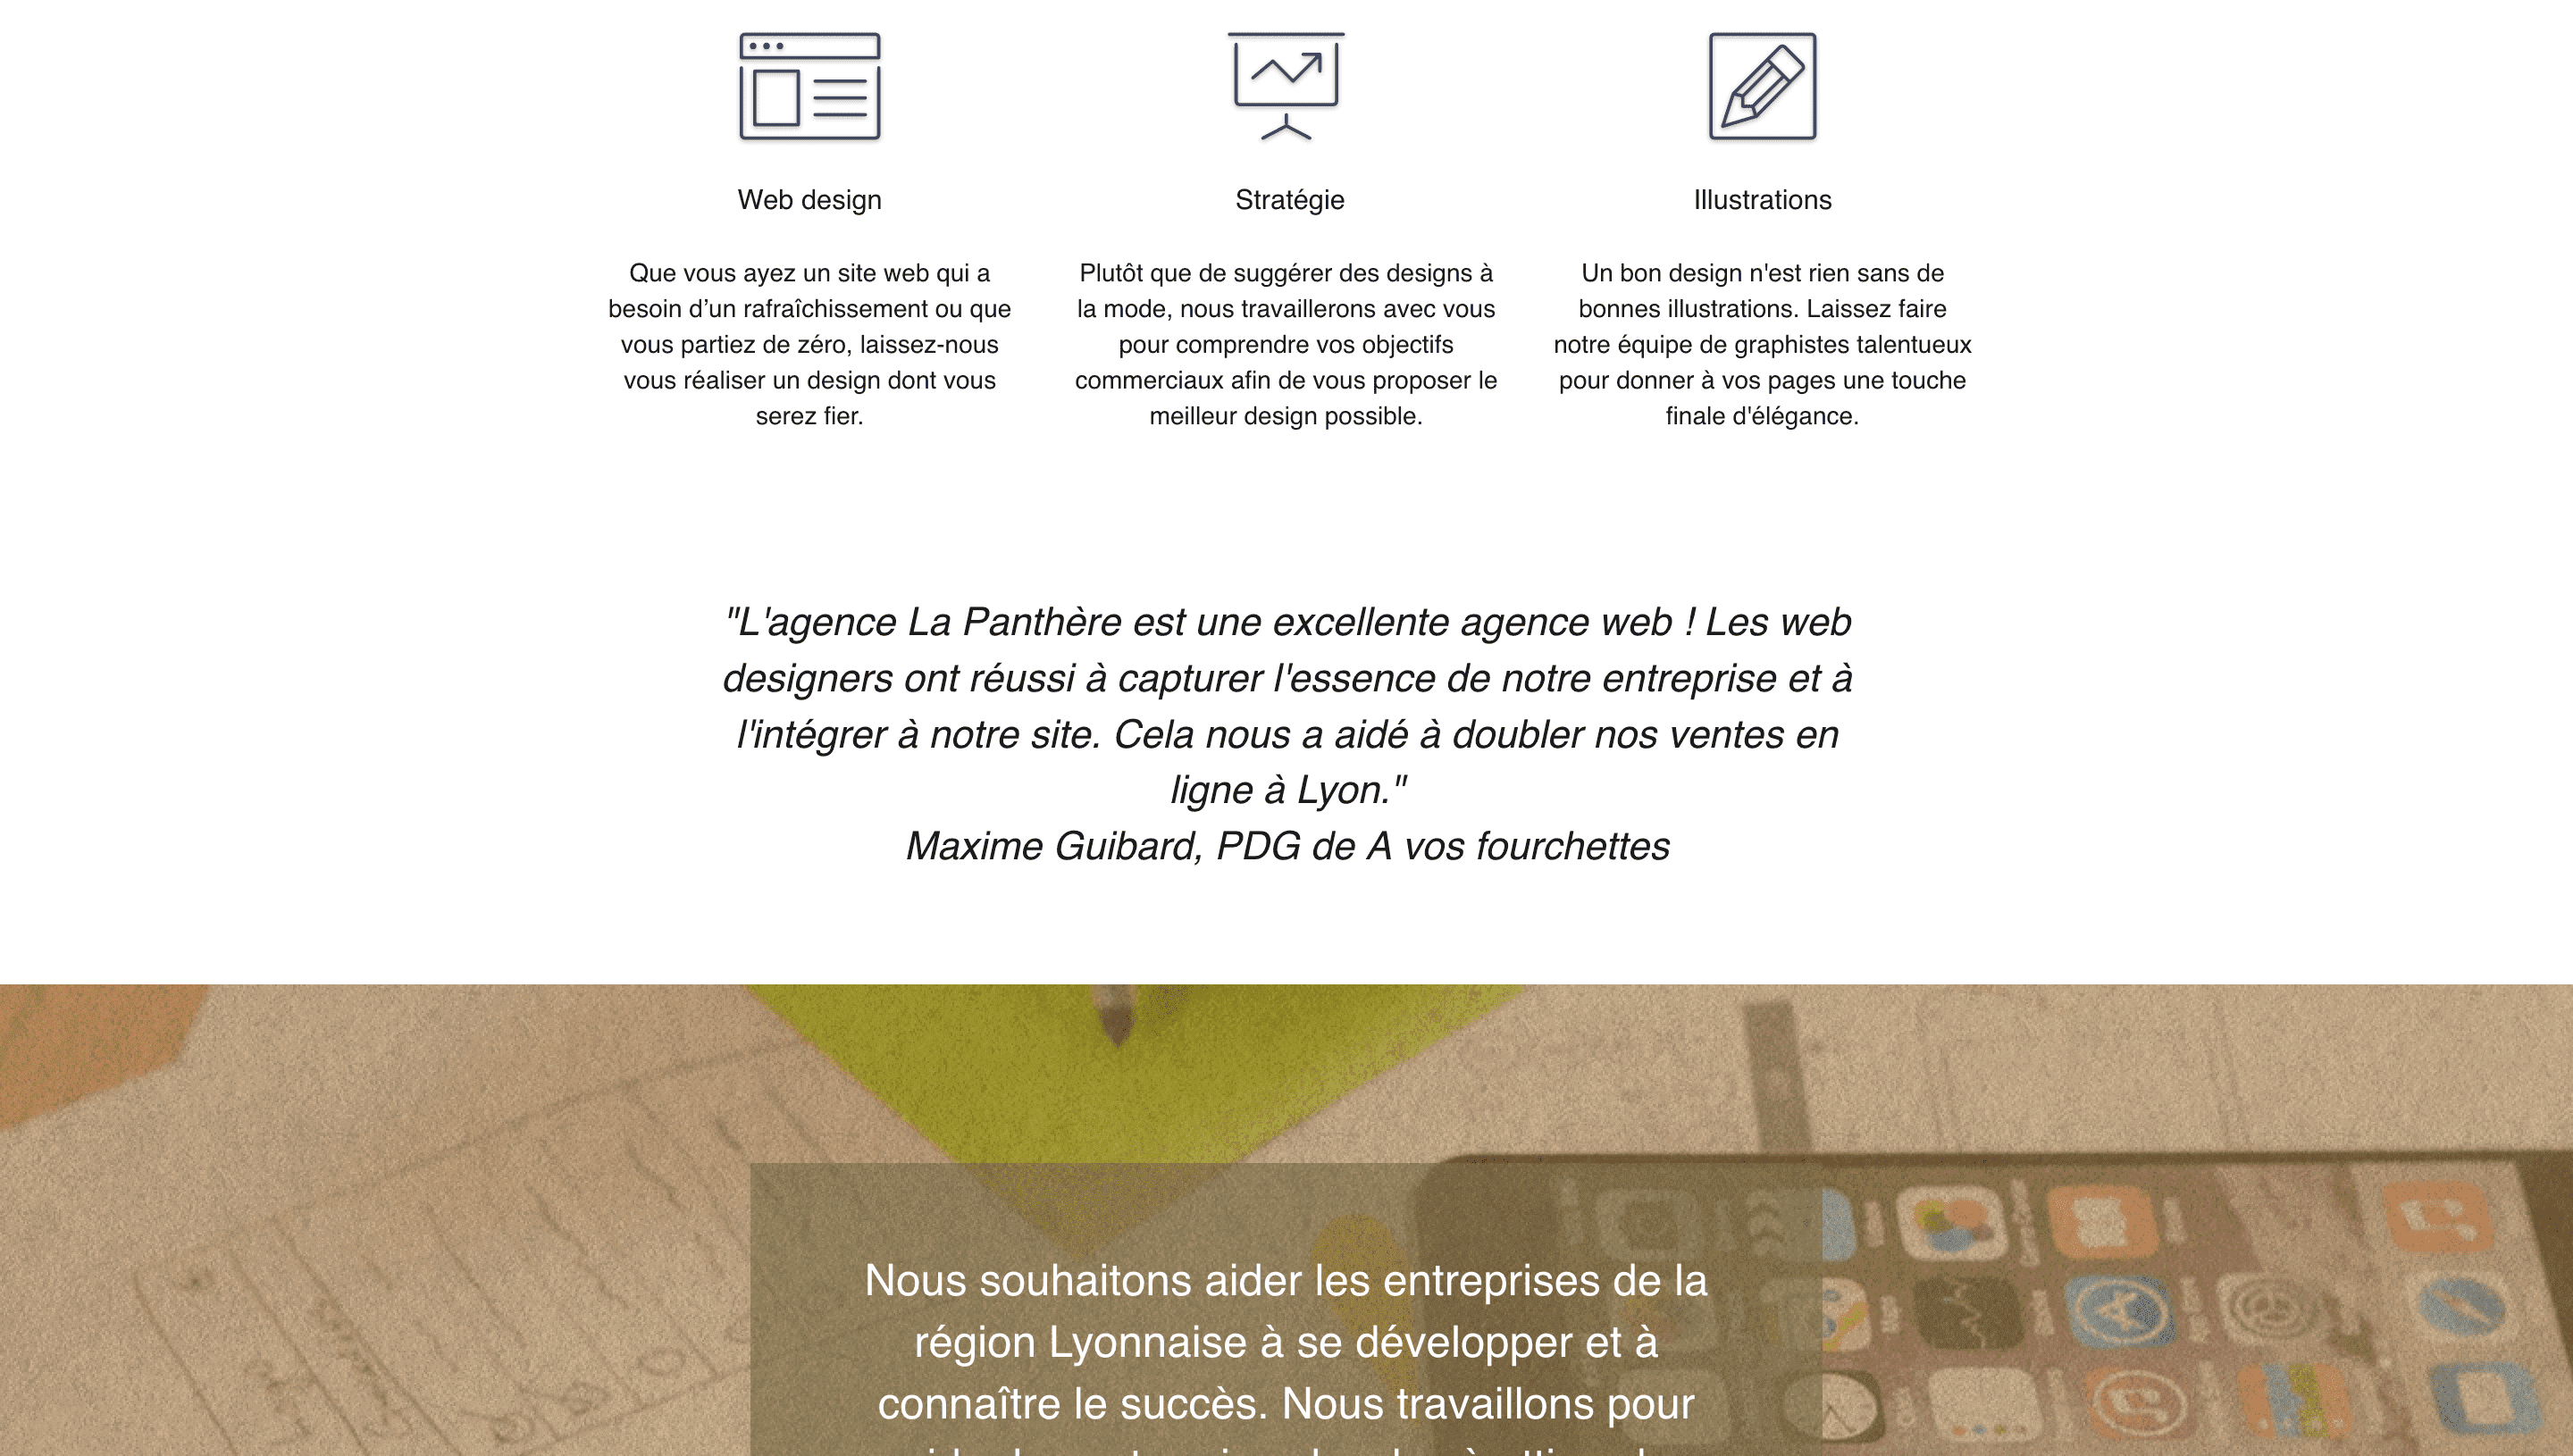 Web design
Que vous ayez un site web qui a
besoin d’un rafraîchissement ou que
vous partiez de zéro, laissez-nous
vous réaliser un design dont vous
serez fier.
Stratégie
Plutôt que de suggérer des designs à
la mode, nous travaillerons avec vous
pour comprendre vos objectifs
commerciaux afin de vous proposer le
meilleur design possible.
Illustrations
Un bon design n'est rien sans de
bonnes illustrations. Laissez faire
notre équipe de graphistes talentueux
pour donner à vos pages une touche
finale d'élégance.
"L'agence La Panthère est une excellente agence web ! Les web
designers ont réussi à capturer l'essence de notre entreprise et à
l'intégrer à notre site. Cela nous a aidé à doubler nos ventes en
ligne à Lyon."
Maxime Guibard, PDG de A vos fourchettes
Nous souhaitons aider les entreprises de la
région Lyonnaise à se développer et à
connaître le succès. Nous travaillons pour